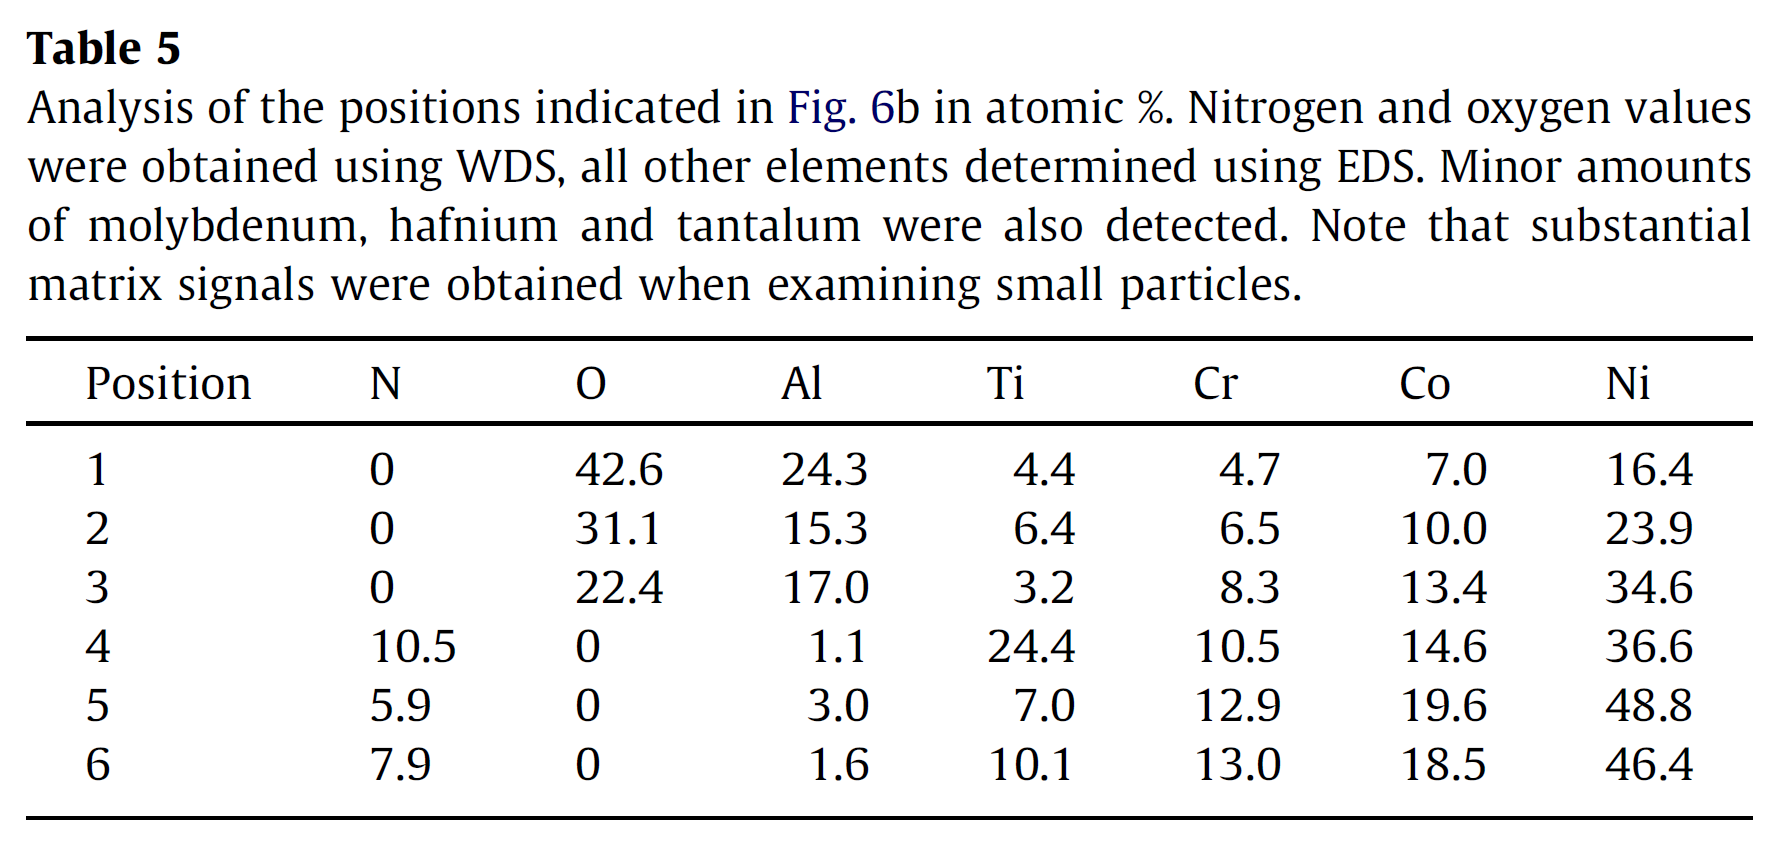 Table 5
Analysis of the positions indicated in Fig. 6b in atomic %. Nitrogen and oxygen values
were obtained using WDS, all other elements determined using EDS. Minor amounts
of molybdenum, hafnium and tantalum were also detected. Note that substantial
matrix signals were obtained when examining small particles.
Position N O Al Ti Cr Co Ni
1 0 42.6 24.3 4.4 4.7 7.0 16.4
2 0 31.1 15.3 6.4 6.5 10.0 23.9
3 0 22.4 17.0 3.2 8.3 13.4 34.6
4 10.5 0 1.1 24.4 10.5 14.6 36.6
5 5.9 0 3.0 7.0 12.9 19.6 48.8
6 7.9 0 1.6 10.1 13.0 18.5 46.4